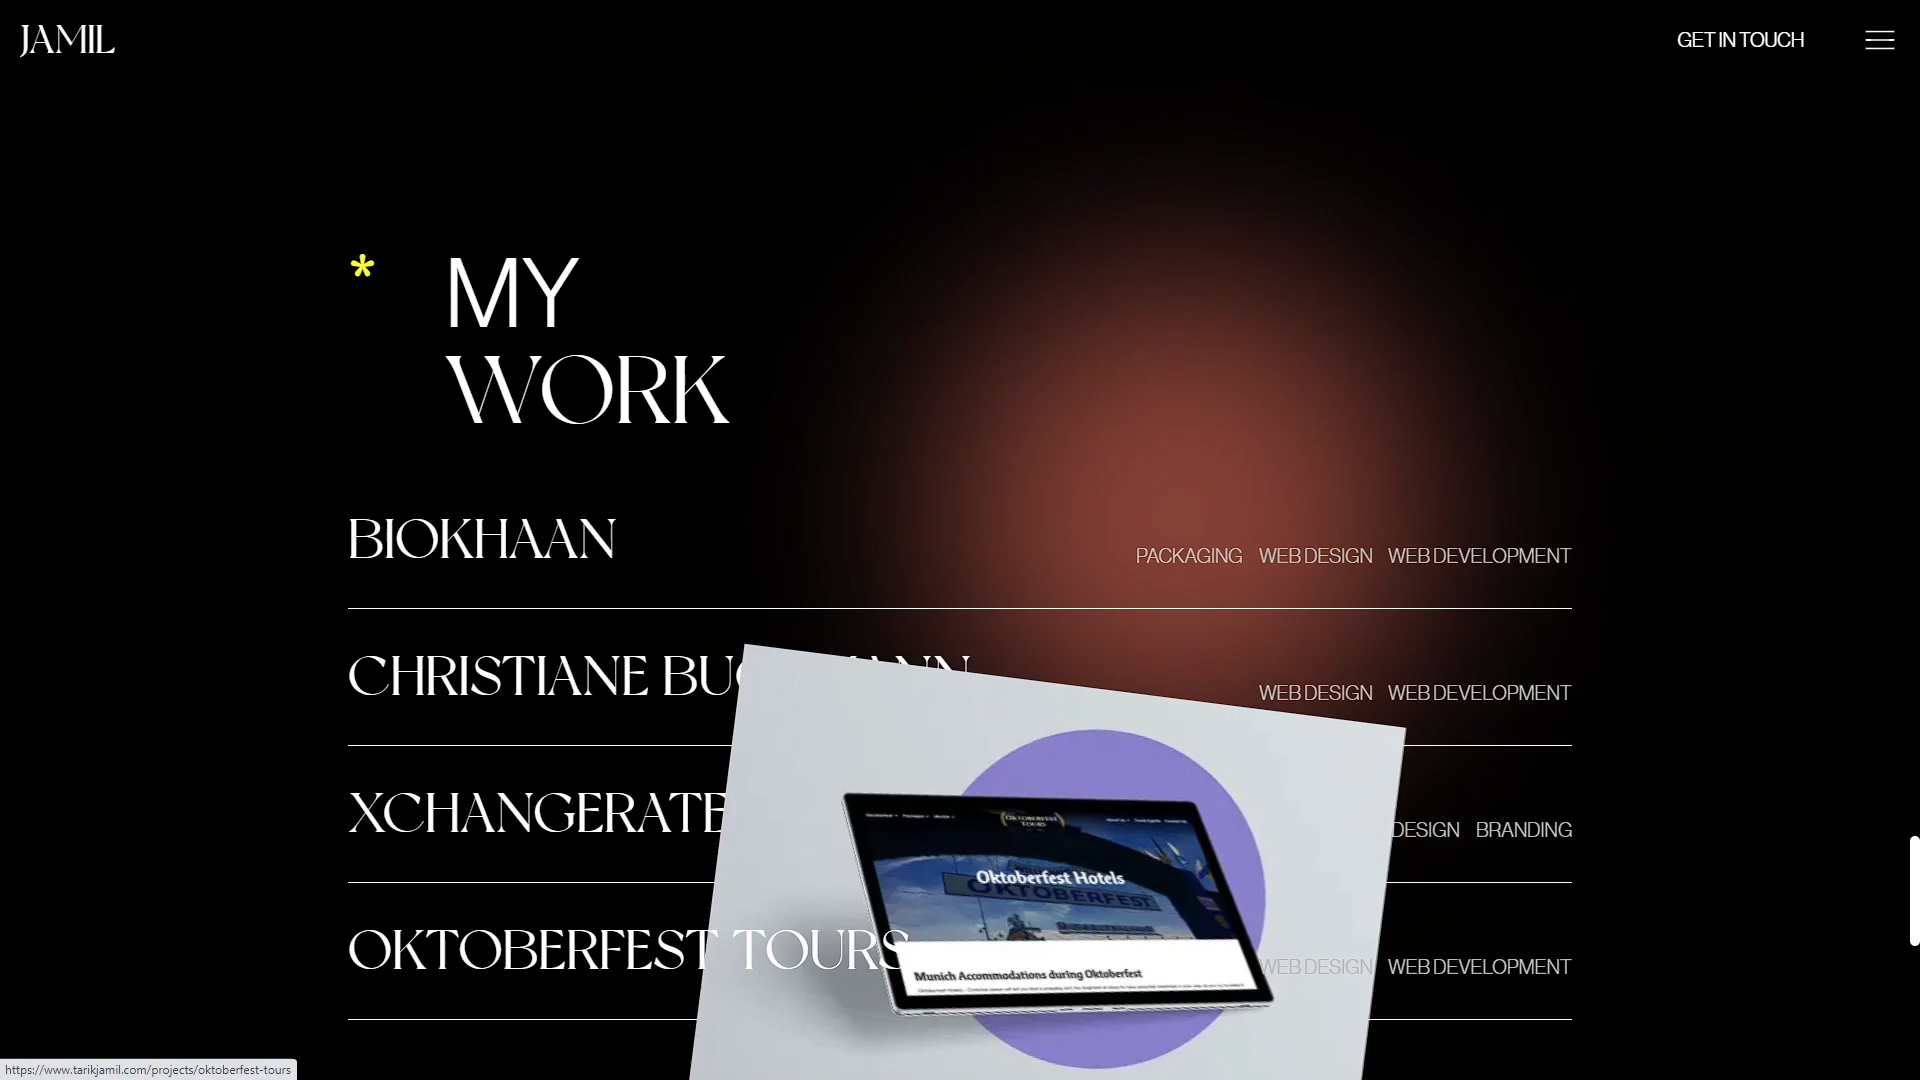 JAMIL
GET IN TOUCH
*
MY
WORK
BIOKHAAN
PACKAGING WEB DESIGN WEB DEVELOPMENT
CHRISTIANE
WEB DESIGN WEB DEVELOPMENT
XCHANGERATE
DESIGN BRANDING
Oktoberfest Hotels
OKTOBERFEST
OKTOBERFEST TOURS
WEB DESIGN WEB DEVELOPMENT
Munich Accommodations during Oktoberfest
https://www.tarikjamil.com/projects/oktoberfest-tours